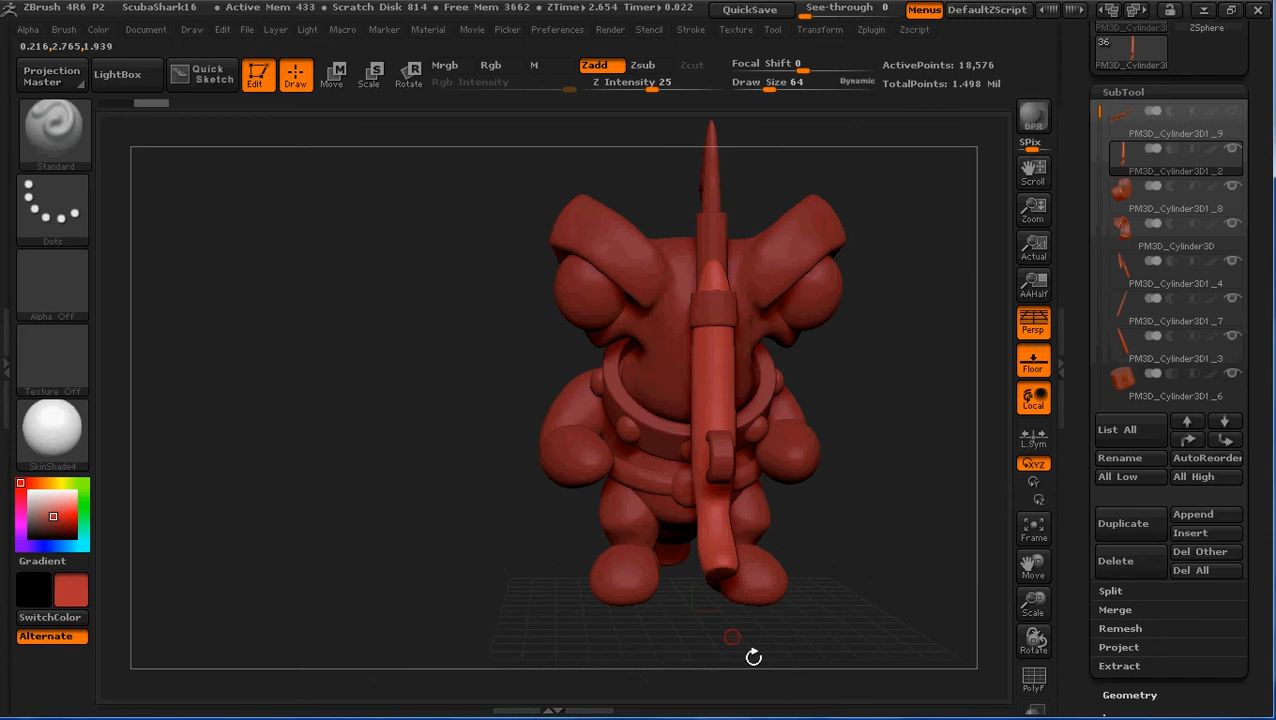 ZBrush 4R6 P2 ScubaShark16 • Active Mem 433 • Scratch Disk 814 • Free Mem 3662 • ZTime▸2.654 Timer▸0.022 QuickSave See-through 0 Menus DefaultZScript
Alpha Brush Color Document Draw Edit File Layer Light Macro Marker Material Movie Picker Preferences Render Stencil Stroke Texture Tool Transform Zplugin Zscript
0.216,2.765,1.939
Projection Master
LightBox
Quick Sketch
Edit
Draw
Move
Scale
Rotate
Mrgb Rgb M
Rgb Intensity
Zadd Zsub Zcut
Z Intensity 25
Focal Shift 0
Draw Size 64 Dynamic
ActivePoints: 18,576
TotalPoints: 1.498 Mil
Standard
Dots
Alpha Off
Texture Off
SkinShade4
Gradient
SwitchColor
Alternate
BPR
SPix
Scroll
Zoom
Actual
AAHalf
Persp
Floor
Local
L.Sym
XYZ
Y
Z
Frame
Move
Scale
Rotate
PolyF
PM3D_Cylinder3D
ZSphere
36
PM3D_Cylinder3D
SubTool
PM3D_Cylinder3D1_9
PM3D_Cylinder3D1_2
PM3D_Cylinder3D1_8
PM3D_Cylinder3D
PM3D_Cylinder3D1_4
PM3D_Cylinder3D1_7
PM3D_Cylinder3D1_3
PM3D_Cylinder3D1_6
List All
Rename AutoReorder
All Low All High
Duplicate Append
Insert
Delete Del Other
Del All
Split
Merge
Remesh
Project
Extract
Geometry